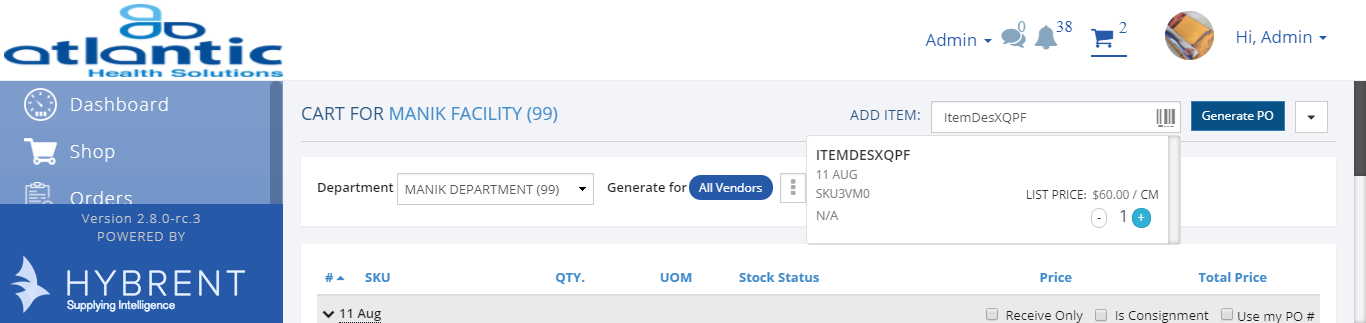 atlantic
Health Solutions
Admin 0 38 2 Hi, Admin
Dashboard
Shop
Orders
Version 2.8.0-rc.3
POWERED BY
HYBRENT
Supplying Intelligence
CART FOR MANIK FACILITY (99) ADD ITEM: ItemDesXQPF Generate PO
ITEMDESXQPF
11 AUG
SKU3VM0 LIST PRICE: $60.00 / CM
N/A - 1 +
Department MANIK DEPARTMENT (99) Generate for All Vendors
# SKU QTY. UOM Stock Status Price Total Price
11 Aug Receive Only Is Consignment Use my PO #